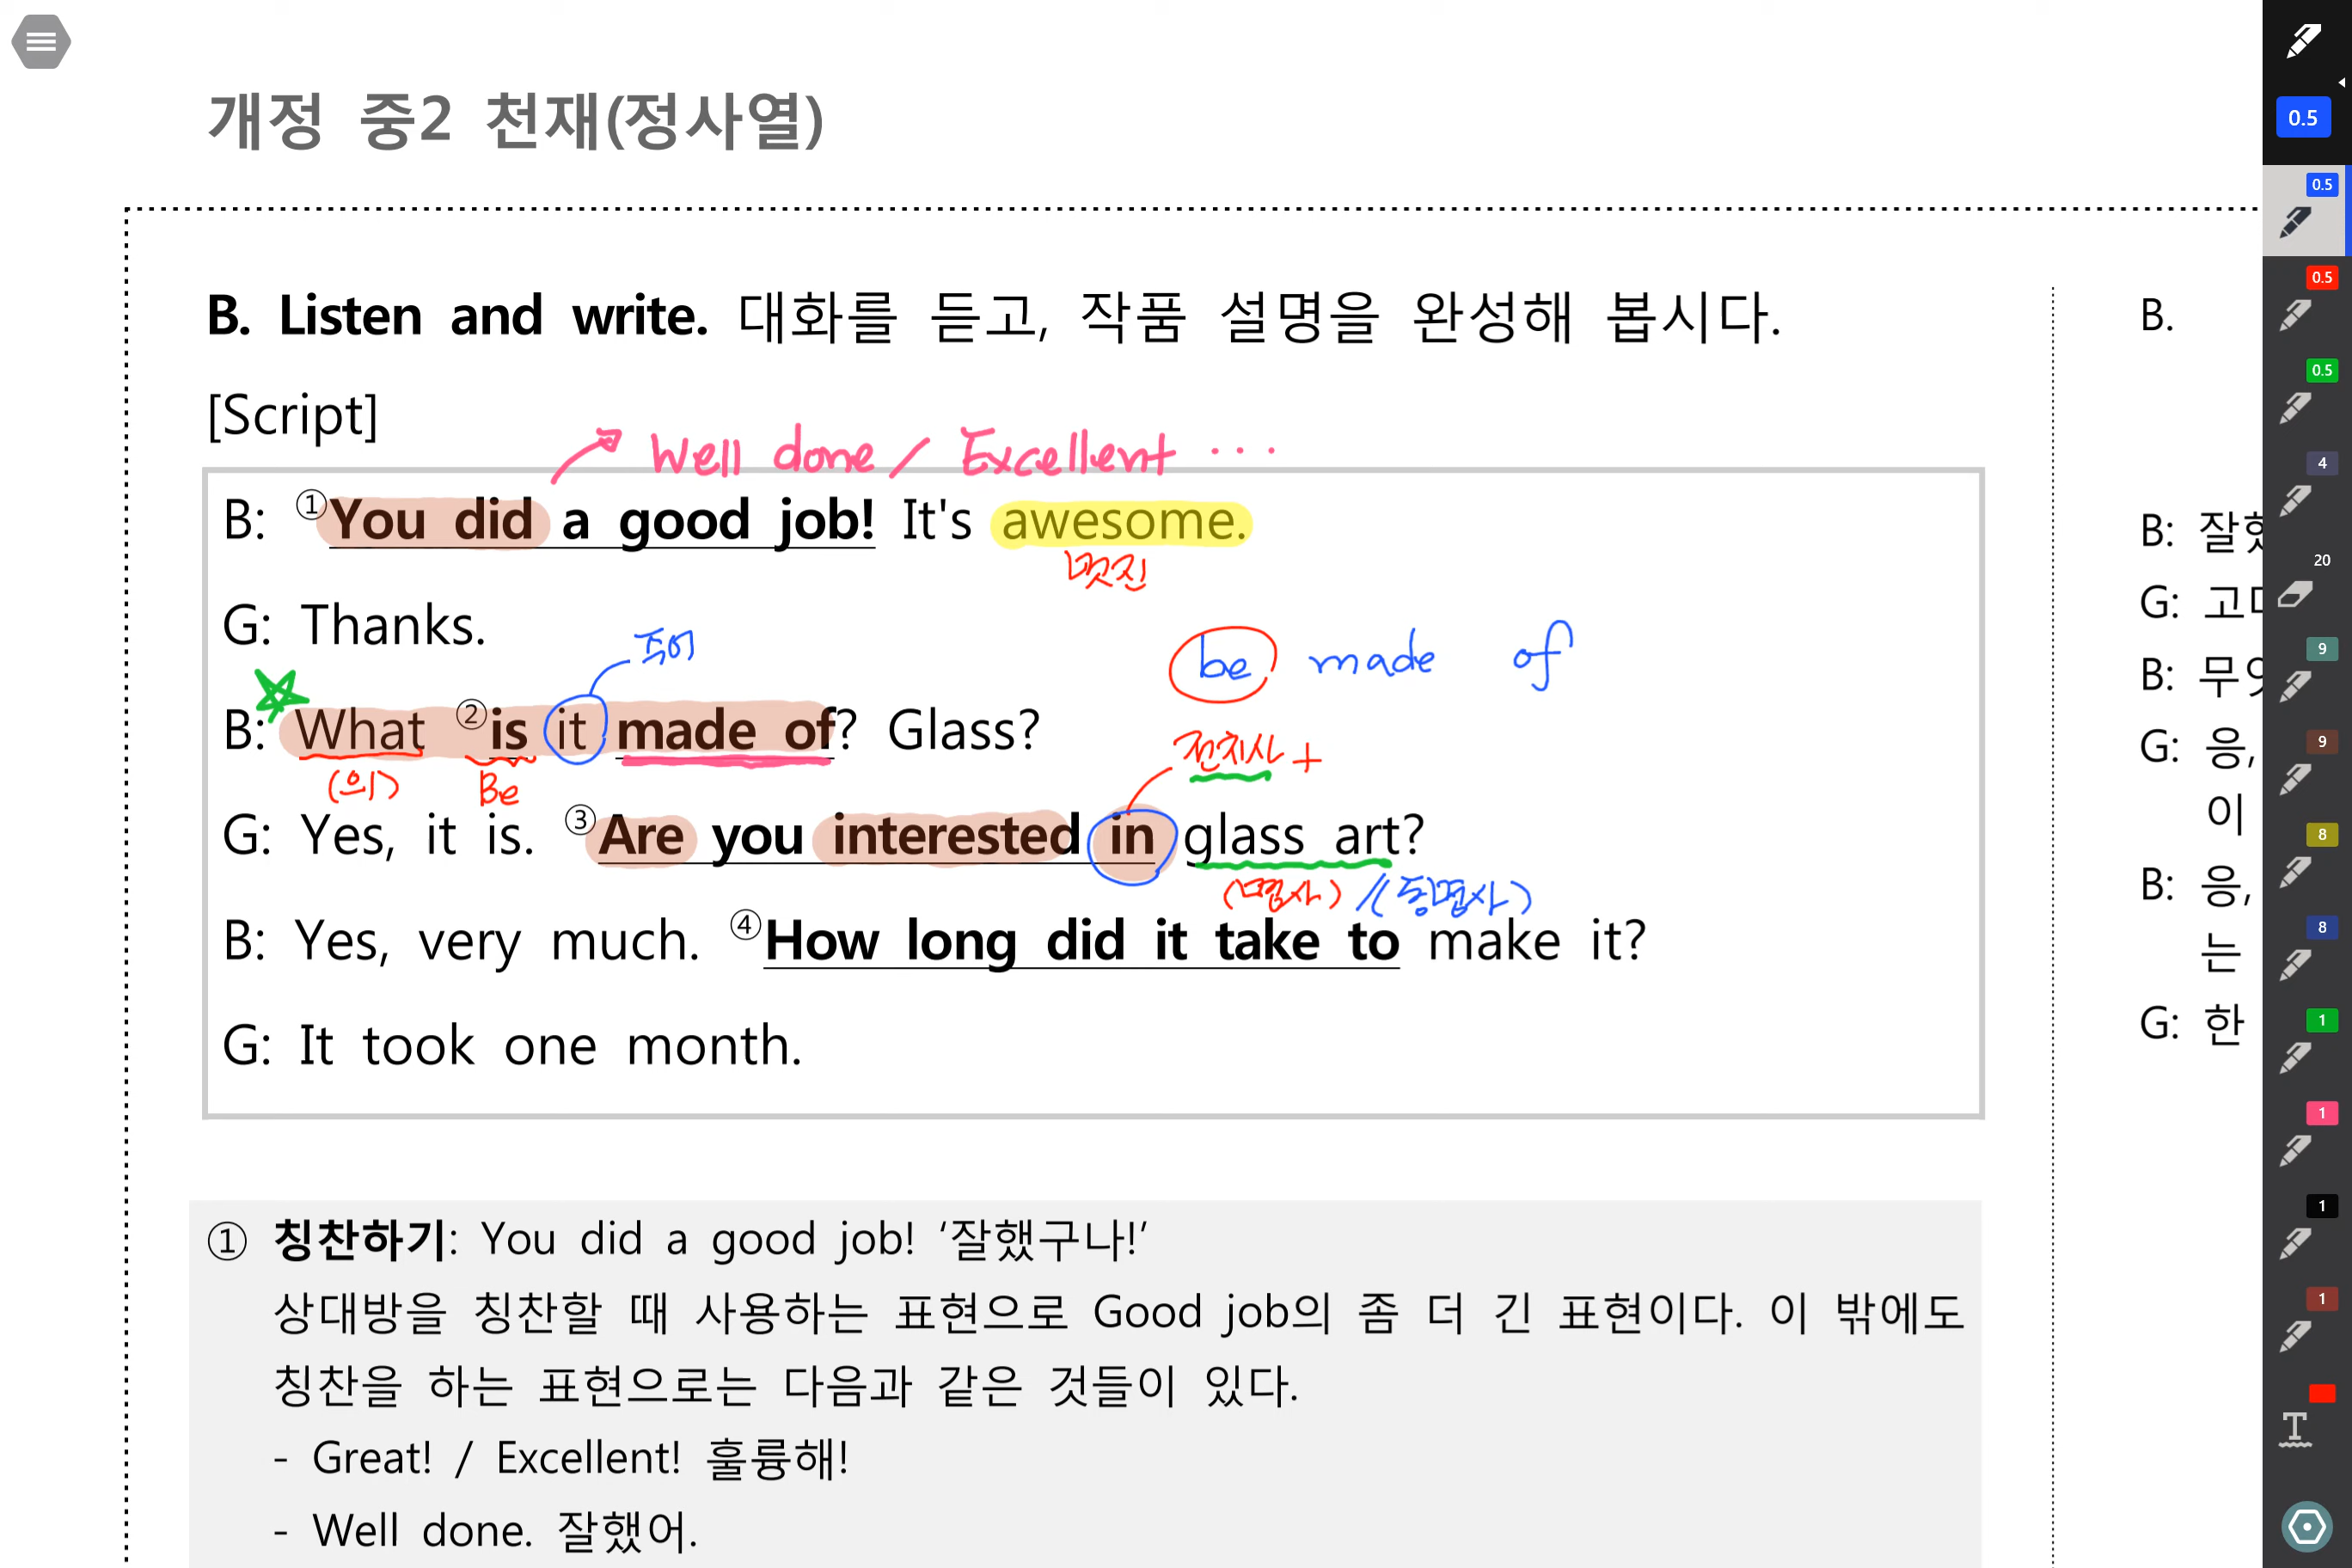 개정 중2 천재(정사열)
B. Listen and write. 대화를 듣고, 작품 설명을 완성해 봅시다.
[Script]
Well done / Excellent ...
B: ①You did a good job! It's awesome.
멋진
G: Thanks.
주어
be made of
B: What ②is it made of? Glass?
(의) Be
전치사 +
G: Yes, it is. ③Are you interested in glass art?
(명사) / (동명사)
B: Yes, very much. ④How long did it take to make it?
G: It took one month.
① 칭찬하기: You did a good job! ‘잘했구나!’
상대방을 칭찬할 때 사용하는 표현으로 Good job의 좀 더 긴 표현이다. 이 밖에도
칭찬을 하는 표현으로는 다음과 같은 것들이 있다.
- Great! / Excellent! 훌륭해!
- Well done. 잘했어.
B.
B: 잘
G: 고
B: 무
G: 응,
이
B: 응,
는
G: 한
0.5
0.5
0.5
0.5
4
20
9
9
8
8
1
1
1
1
T